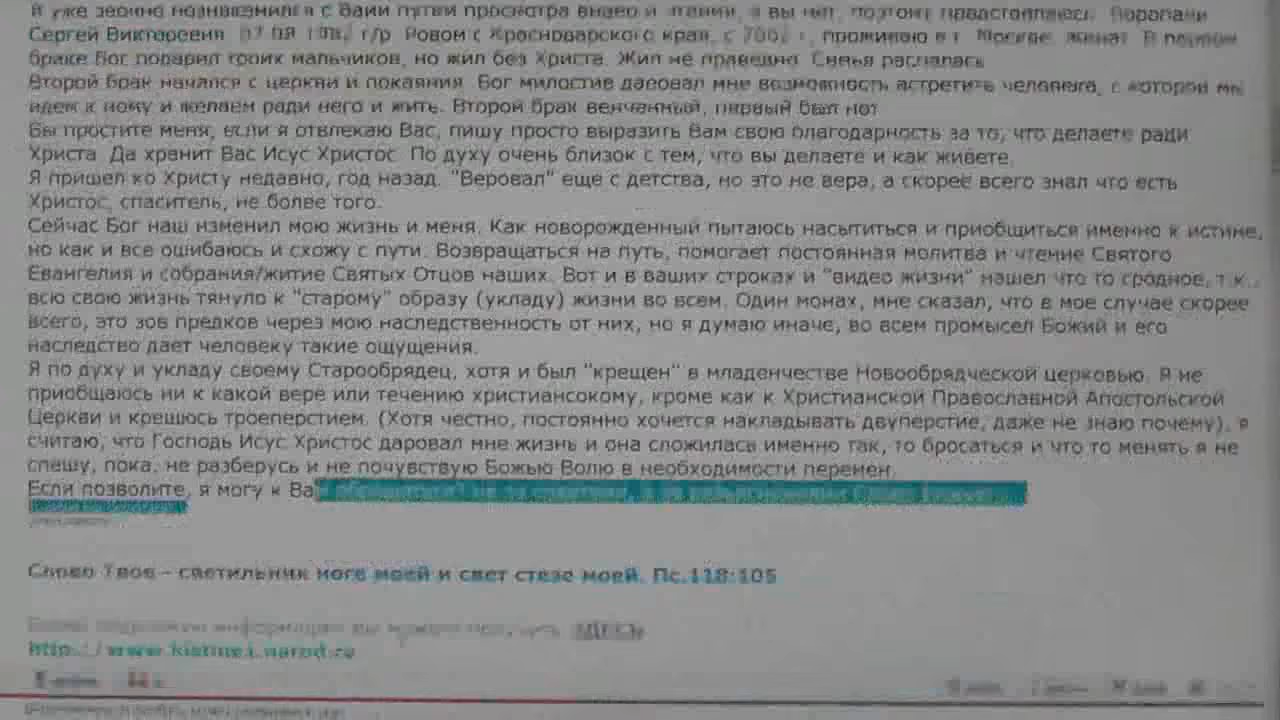 Я уже заочно познакомился с Вами путем просмотра видео и чтения, а вы нет, поэтому представляюсь.
Сергей Викторович г/р. Родом с Краснодарского края, с проживаю в г. Москве, женат. В первом
браке Бог подарил троих мальчиков, но жил без Христа. Жил не праведно. Семья распалась
Второй брак начался с церкви и покаяния. Бог милостив даровал мне возможность встретить человека, с которой мы
идем к нему и желаем ради него и жить. Второй брак венчанный, первый был нет
Вы простите меня, если я отвлекаю Вас, пишу просто выразить Вам свою благодарность за то, что делаете ради
Христа. Да хранит Вас Исус Христос. По духу очень близок с тем, что вы делаете и как живете.
Я пришел ко Христу недавно, год назад. "Веровал" еще с детства, но это не вера, а скорее всего знал что есть
Христос, спаситель, не более того.
Сейчас Бог наш изменил мою жизнь и меня. Как новорожденный пытаюсь насытиться и приобщиться именно к истине,
но как и все ошибаюсь и схожу с пути. Возвращаться на путь, помогает постоянная молитва и чтение Святого
Евангелия и собрания/житие Святых Отцов наших. Вот и в ваших строках и "видео жизни" нашел что то сродное, т.к.,
всю свою жизнь тянуло к "старому" образу (укладу) жизни во всем. Один монах, мне сказал, что в мое случае скорее
всего, это зов предков через мою наследственность от них, но я думаю иначе, во всем промысел Божий и его
наследство дает человеку такие ощущения.
Я по духу и укладу своему Старообрядец, хотя и был "крещен" в младенчестве Новообрядческой церковью. Я не
приобщаюсь ни к какой вере или течению христиансокому, кроме как к Христианской Православной Апостольской
Церкви и крещюсь троеперстием. (Хотя честно, постоянно хочется накладывать двуперстие, даже не знаю почему), я
считаю, что Господь Исус Христос даровал мне жизнь и она сложилась именно так, то бросаться и что то менять я не
спешу, пока, не разберусь и не почувствую Божью Волю в необходимости перемен.
Если позволите, я могу к Ва
Слово Твое - светильник ноге моей и свет стезе моей. Пс.118:105
ЗДЕСЬ